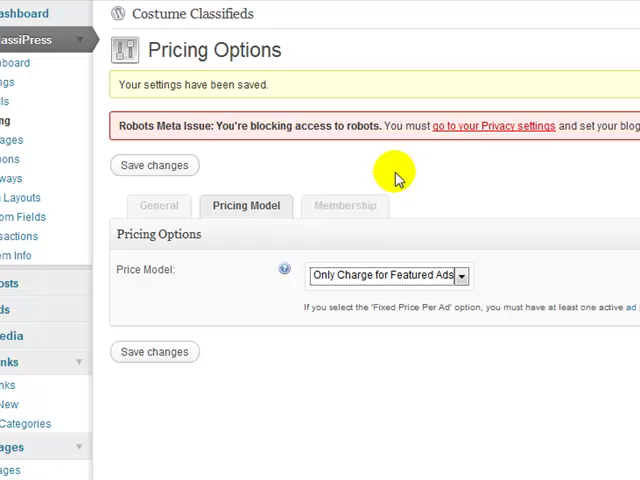 ashboard
Costume Classifieds
lassiPress
Pricing Options
hboard
ngs
Your settings have been saved.
ils
ng
Robots Meta Issue: You're blocking access to robots. You must go to your Privacy settings and set your blog
ages
pons
Save changes
ways
Layouts
General
Pricing Model
Membership
om Fields
sactions
Pricing Options
em Info
Price Model:
Only Charge for Featured Ads
osts
ds
If you select the 'Fixed Price Per Ad' option, you must have at least one active ad
edia
Save changes
nks
nks
New
Categories
ages
ages